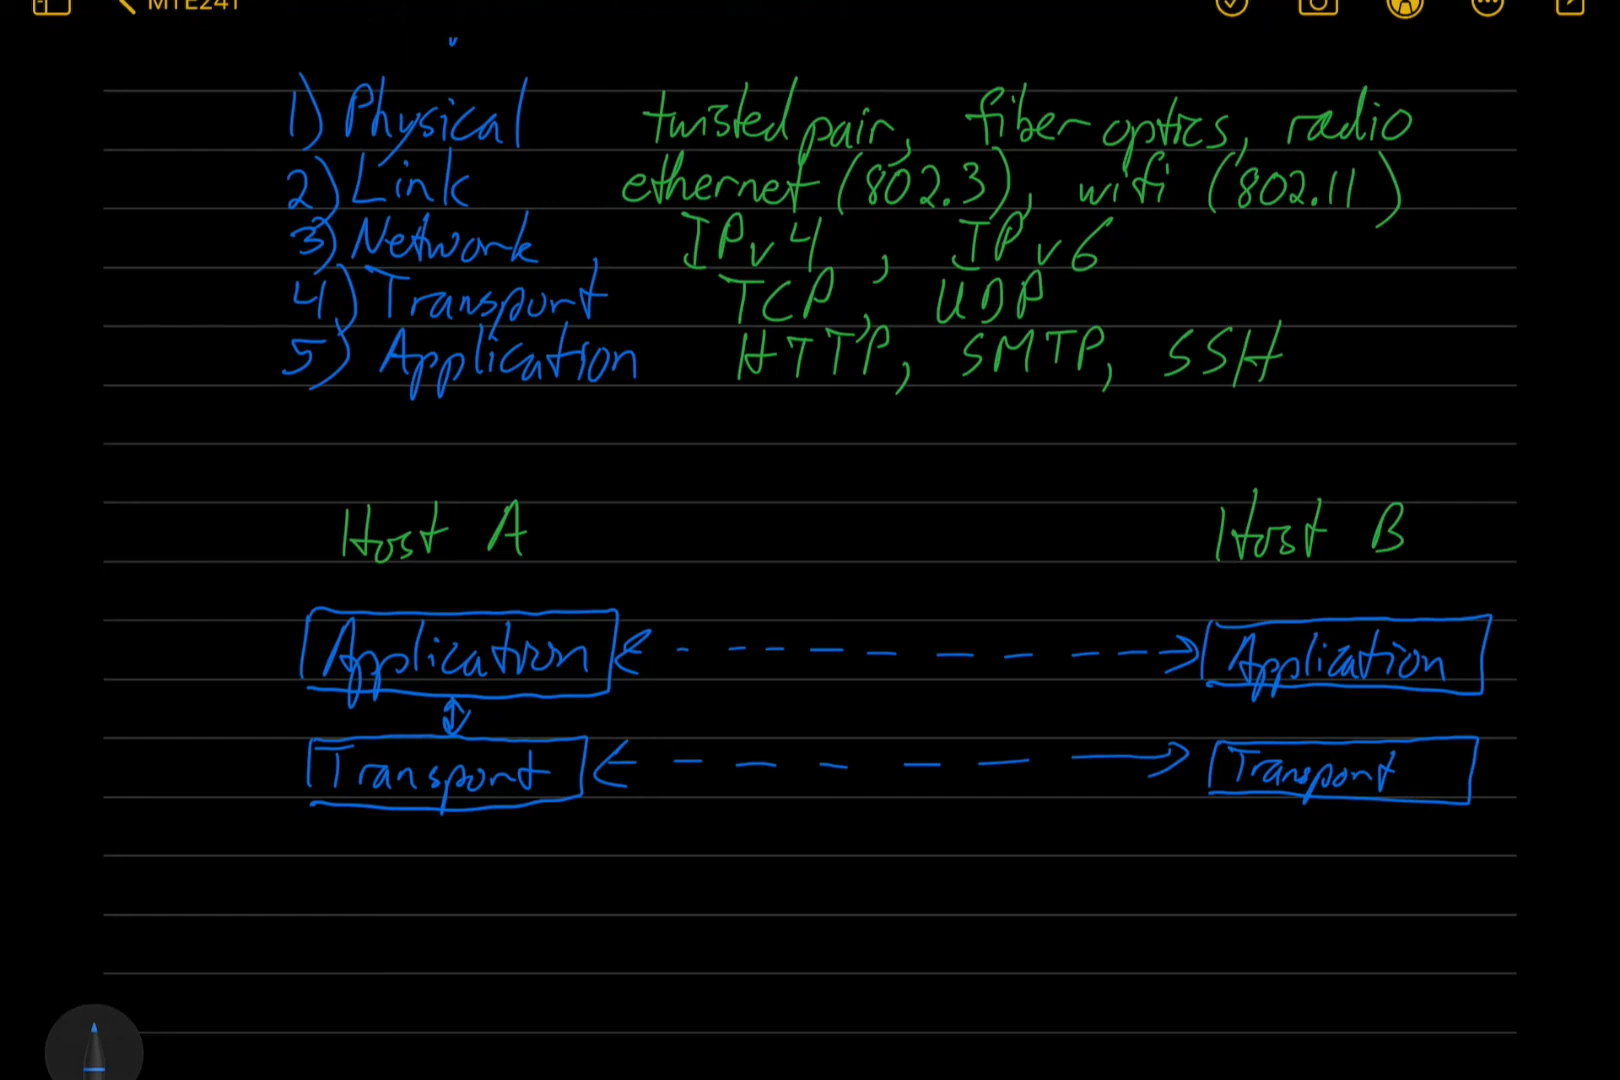 MTE241
1) Physical twisted pair, fiber optics, radio
2) Link ethernet (802.3), wifi (802.11)
3) Network IPv4, IPv6
4) Transport TCP, UDP
5) Application HTTP, SMTP, SSH
Host A Host B
Application Application
Transport Transport